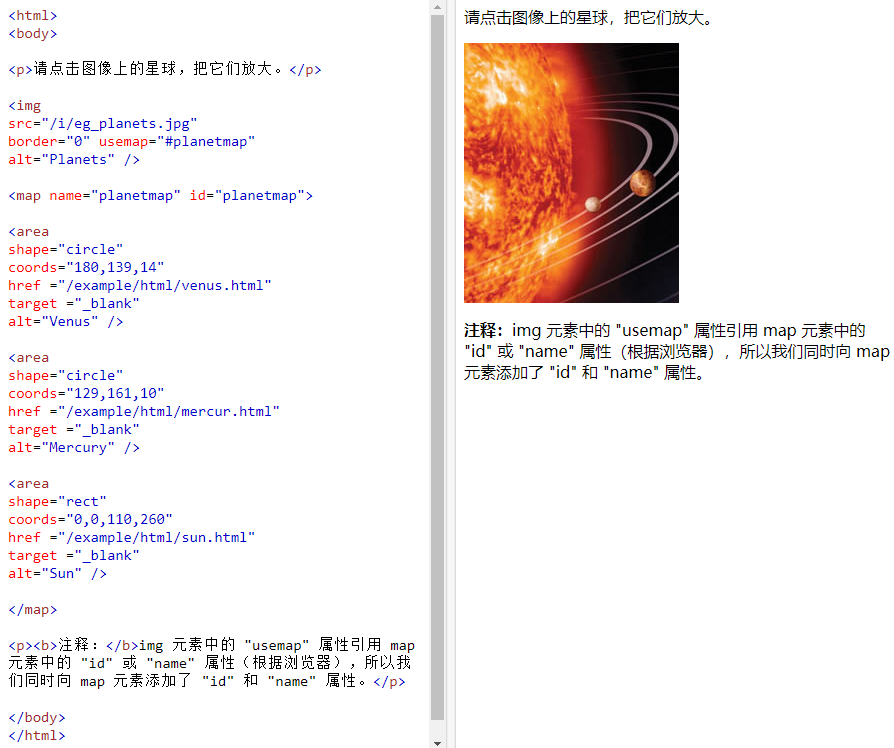 <html>
<body>
<p>请点击图像上的星球，把它们放大。</p>
<img
src="/i/eg_planets.jpg"
border="0" usemap="#planetmap"
alt="Planets" />
<map name="planetmap" id="planetmap">
<area
shape="circle"
coords="180,139,14"
href ="/example/html/venus.html"
target ="_blank"
alt="Venus" />
<area
shape="circle"
coords="129,161,10"
href ="/example/html/mercur.html"
target ="_blank"
alt="Mercury" />
<area
shape="rect"
coords="0,0,110,260"
href ="/example/html/sun.html"
target ="_blank"
alt="Sun" />
</map>
<p><b>注释：</b>img 元素中的 "usemap" 属性引用 map
元素中的 "id" 或 "name" 属性（根据浏览器），所以我
们同时向 map 元素添加了 "id" 和 "name" 属性。</p>
</body>
</html>
请点击图像上的星球，把它们放大。
注释：img 元素中的 "usemap" 属性引用 map 元素中的
"id" 或 "name" 属性（根据浏览器），所以我们同时向 map
元素添加了 "id" 和 "name" 属性。